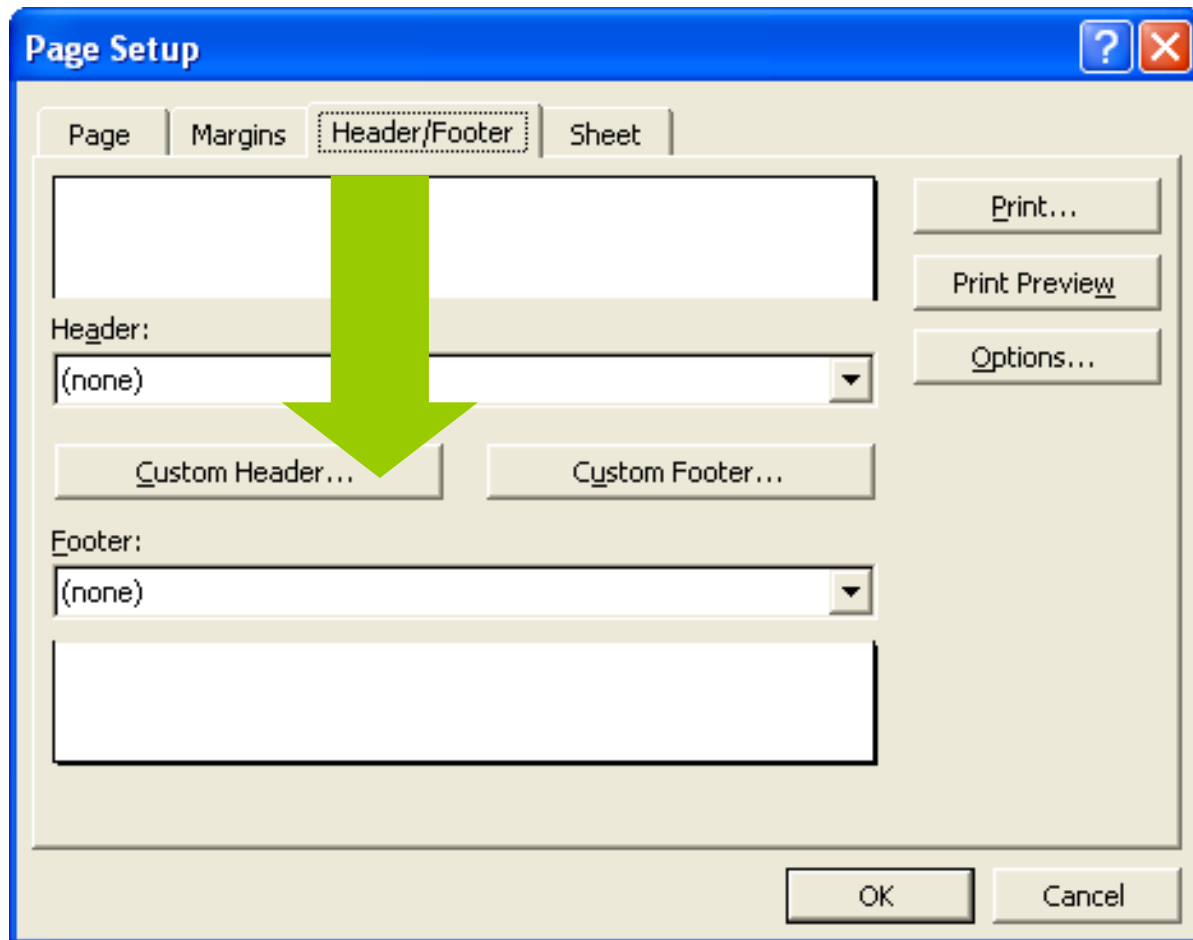 Page Setup
?
Page Margins Header/Footer Sheet
Print...
Print Preview
Header:
Options...
(none)
Custom Header... Custom Footer...
Footer:
(none)
OK Cancel